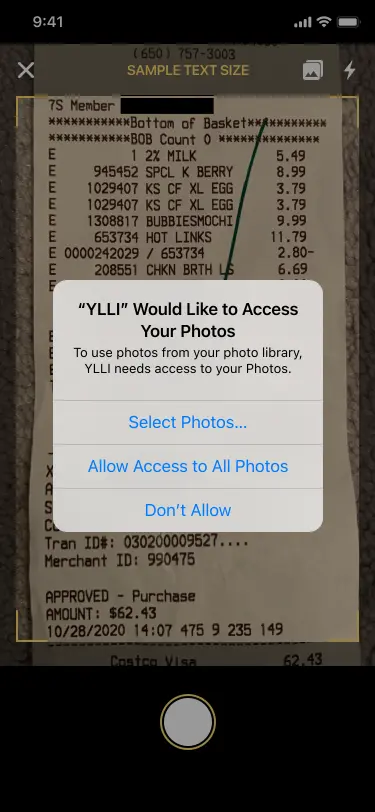 9:41
(650) 757-3003
SAMPLE TEXT SIZE
7S Member
***********Bottom of Basket***********
***********BOB Count 0 *************
E 1 2% MILK 5.49
E 945452 SPCL K BERRY 8.99
E 1029407 KS CF XL EGG 3.79
E 1029407 KS CF XL EGG 3.79
E 1308817 BUBBIESMOCHI 9.99
E 653734 HOT LINKS 11.79
E 0000242029 / 653734 2.80-
E 208551 CHKN BRTH LS 6.69
E
“YLLI” Would Like to Access
Your Photos
To use photos from your photo library,
YLLI needs access to your Photos.
Select Photos...
Allow Access to All Photos
Don’t Allow
Tran ID#: 030200009527....
Merchant ID: 990475
APPROVED - Purchase
AMOUNT: $62.43
10/28/2020 14:07 475 9 235 149
Costco Visa 62.43